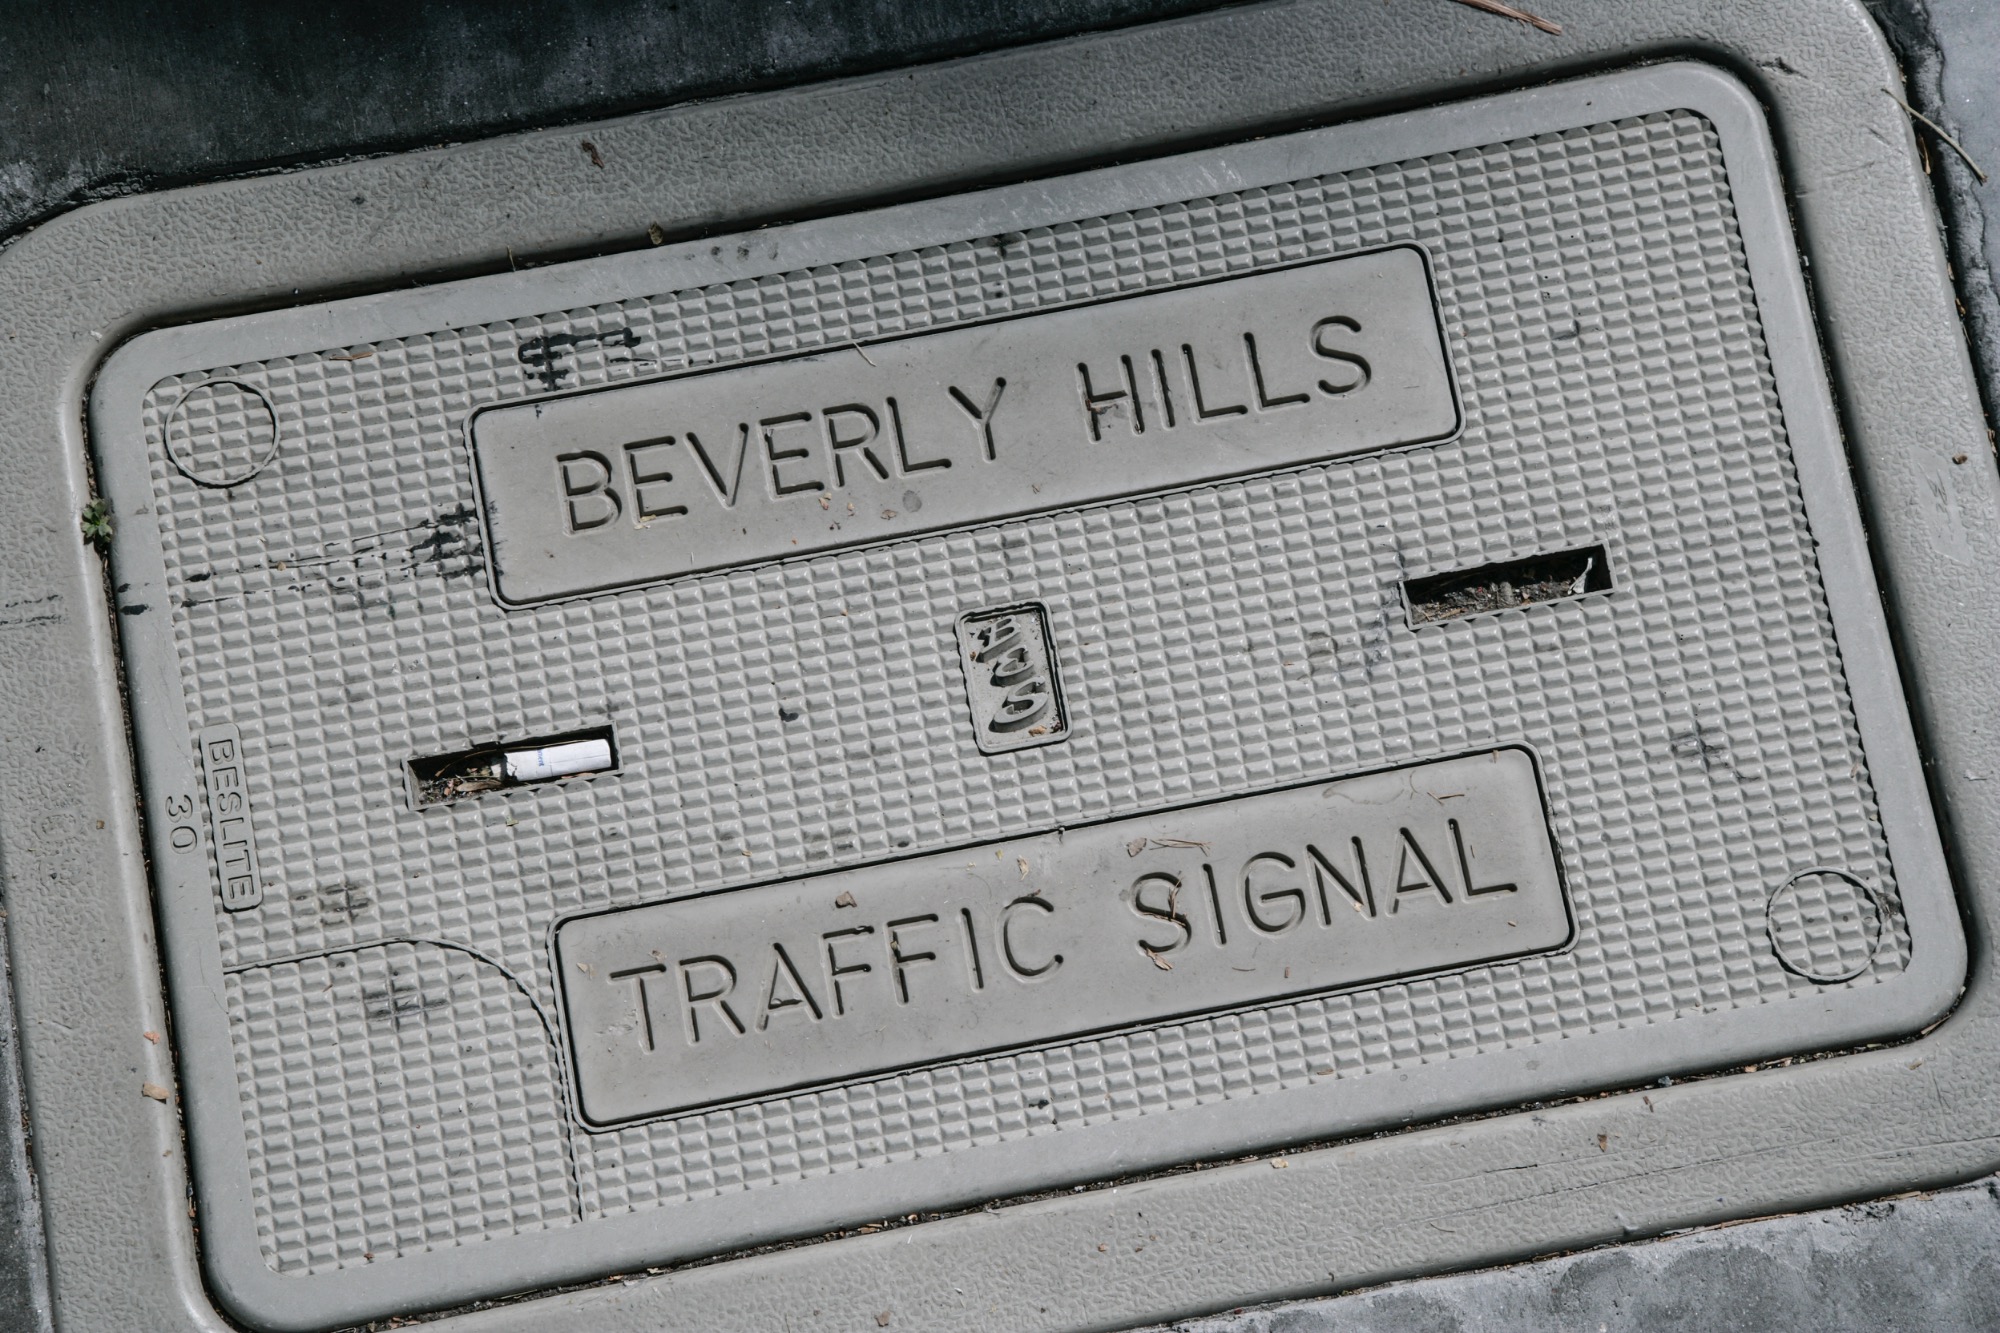 BEVERLY HILLS
TRAFFIC SIGNAL
BESLITE
30